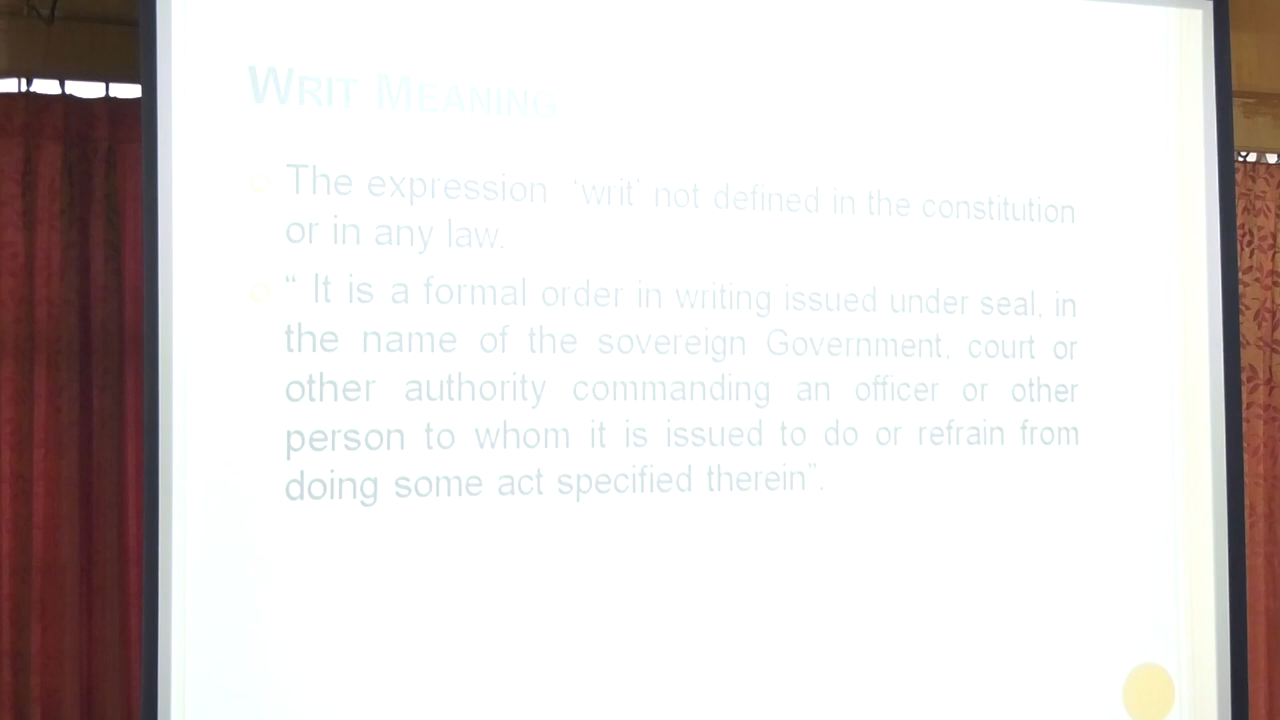 WRIT MEANING
The expression 'writ' not defined in the constitution
or in any law.
“ It is a formal order in writing issued under seal, in
the name of the sovereign Government, court or
other authority commanding an officer or other
person to whom it is issued to do or refrain from
doing some act specified therein”.